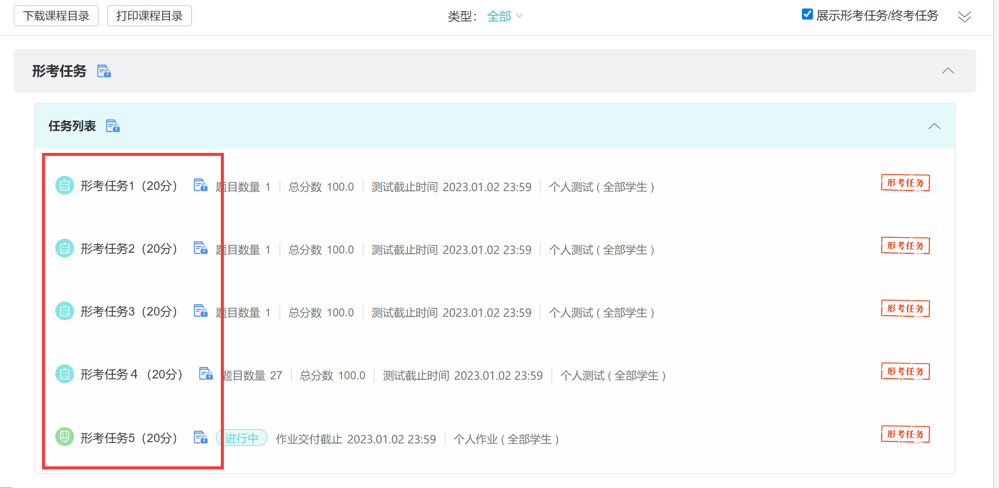 下载课程目录 打印课程目录 类型： 全部 展示形考任务/终考任务
形考任务
任务列表
形考任务1（20分） 题目数量 1 总分数 100.0 测试截止时间 2023.01.02 23:59 个人测试 ( 全部学生 ) 形考任务
形考任务2（20分） 题目数量 1 总分数 100.0 测试截止时间 2023.01.02 23:59 个人测试 ( 全部学生 ) 形考任务
形考任务3（20分） 题目数量 1 总分数 100.0 测试截止时间 2023.01.02 23:59 个人测试 ( 全部学生 ) 形考任务
形考任务 4 （20分） 题目数量 27 总分数 100.0 测试截止时间 2023.01.02 23:59 个人测试 ( 全部学生 ) 形考任务
形考任务5（20分） 进行中 作业交付截止 2023.01.02 23:59 个人作业 ( 全部学生 ) 形考任务